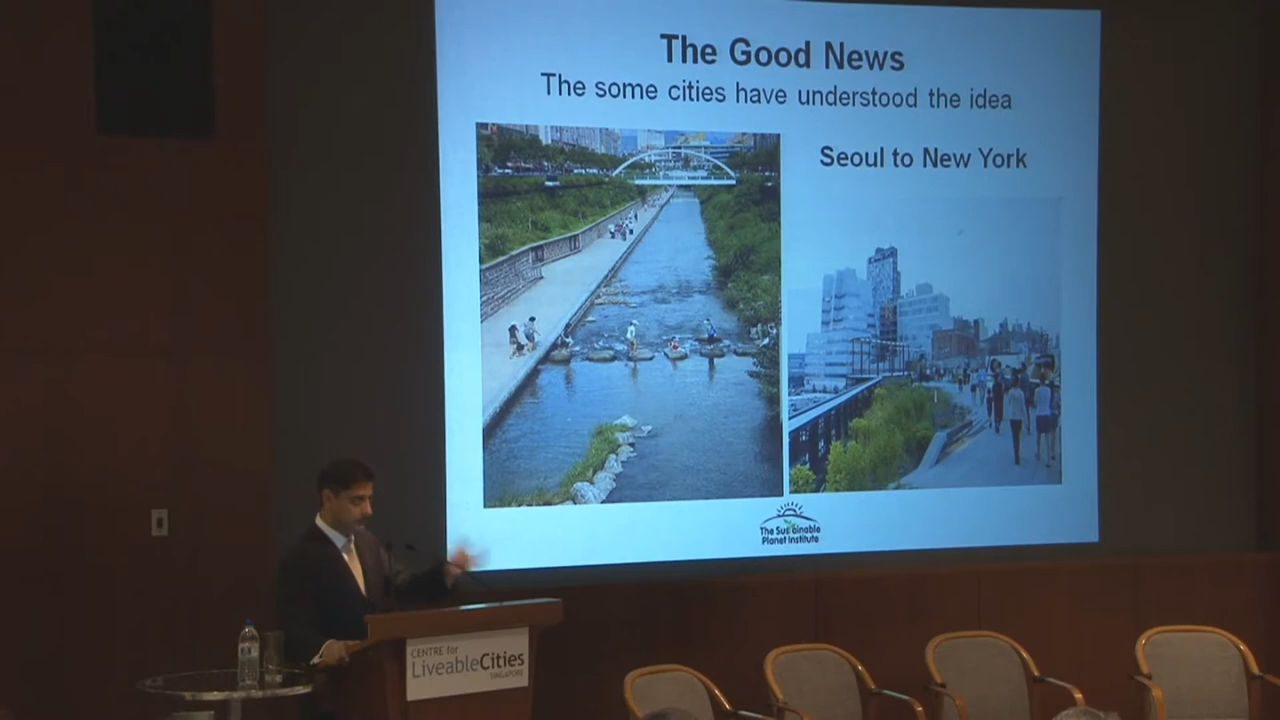 The Good News
The some cities have understood the idea
Seoul to New York
The Sustainable
Planet Institute
CENTRE for
LiveableCities
SINGAPORE